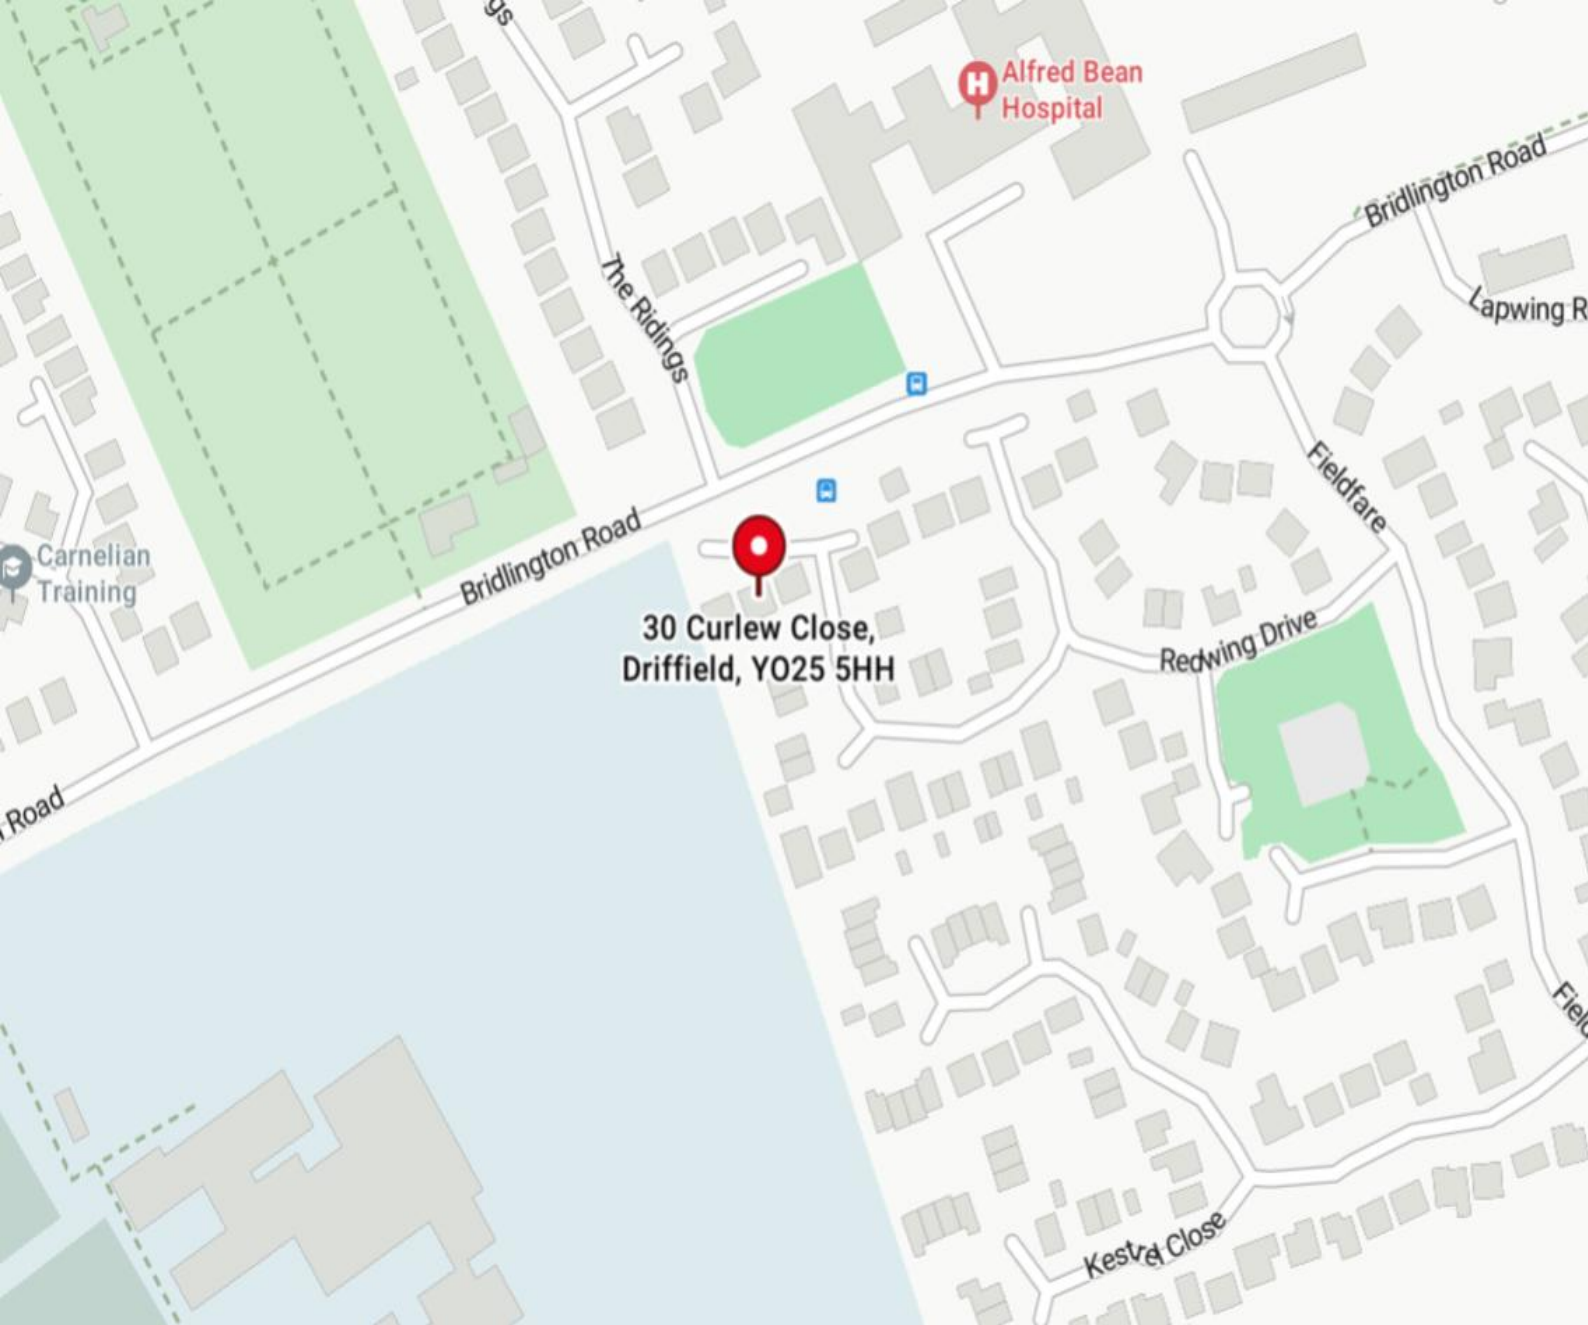 gs
Alfred Bean
Hospital
Bridlington Road
Lapwing R
The Ridings
Fieldfare
Carnelian
Training
Bridlington Road
30 Curlew Close,
Driffield, YO25 5HH
Redwing Drive
Road
Field
Kestrel Close